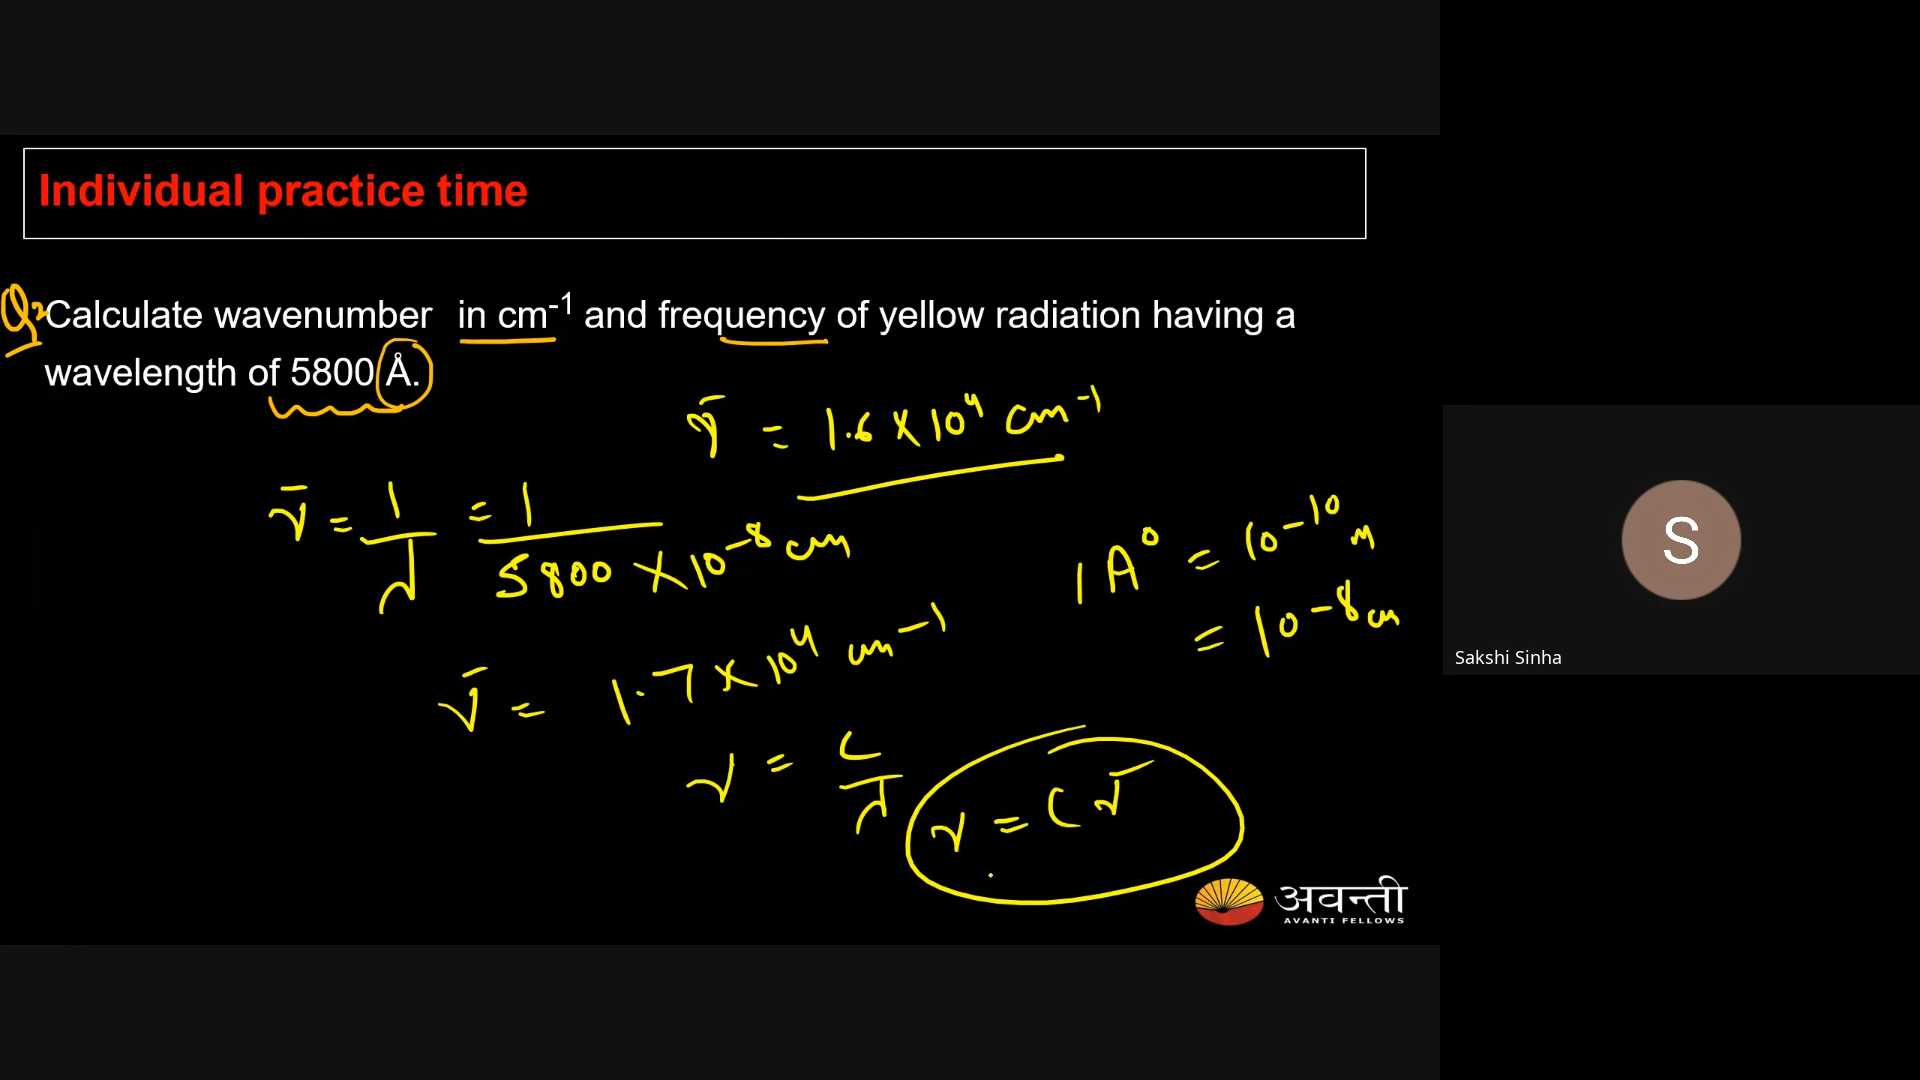 Individual practice time
Q2 Calculate wavenumber in cm⁻¹ and frequency of yellow radiation having a
wavelength of 5800 Å.
ν̄ = 1.6 × 10⁴ cm⁻¹
ν̄ = 1/λ = 1/(5800 × 10⁻⁸ cm)
1 A° = 10⁻¹⁰ m
= 10⁻⁸ cm
ν̄ = 1.7 × 10⁴ cm⁻¹
ν = c/λ
ν = c ν̄
अवन्ती
AVANTI FELLOWS
S
Sakshi Sinha